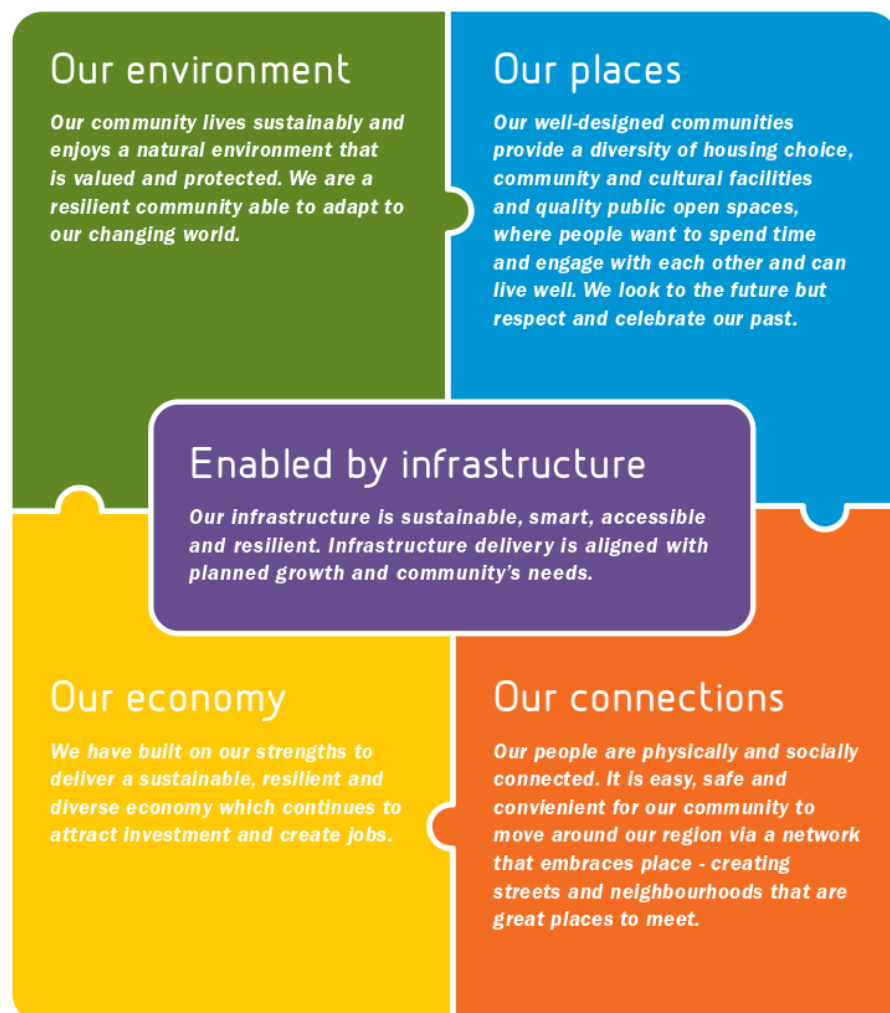 Our environment
Our community lives sustainably and
enjoys a natural environment that
is valued and protected. We are a
resilient community able to adapt to
our changing world.
Our places
Our well-designed communities
provide a diversity of housing choice,
community and cultural facilities
and quality public open spaces,
where people want to spend time
and engage with each other and can
live well. We look to the future but
respect and celebrate our past.
Enabled by infrastructure
Our infrastructure is sustainable, smart, accessible
and resilient. Infrastructure delivery is aligned with
planned growth and community's needs.
Our economy
We have built on our strengths to
deliver a sustainable, resilient and
diverse economy which continues to
attract investment and create jobs.
Our connections
Our people are physically and socially
connected. It is easy, safe and
convienient for our community to
move around our region via a network
that embraces place - creating
streets and neighbourhoods that are
great places to meet.